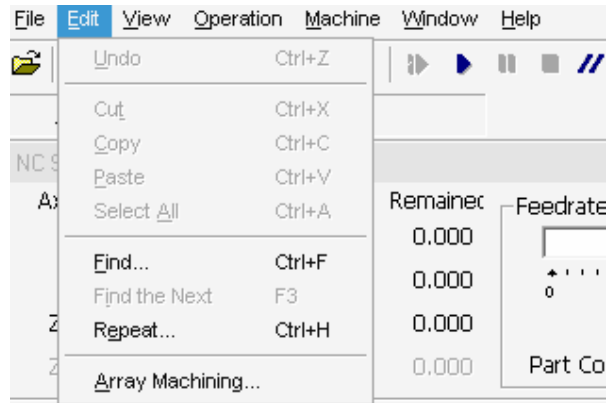 File Edit View Operation Machine Window Help
Undo Ctrl+Z
Cut Ctrl+X
Copy Ctrl+C
NC
Paste Ctrl+V
Select All Ctrl+A
Remained
Feedrate
0.000
Find... Ctrl+F
0.000
Find the Next F3
0
Z
Repeat... Ctrl+H
0.000
Z
0.000
Part Co
Array Machining...